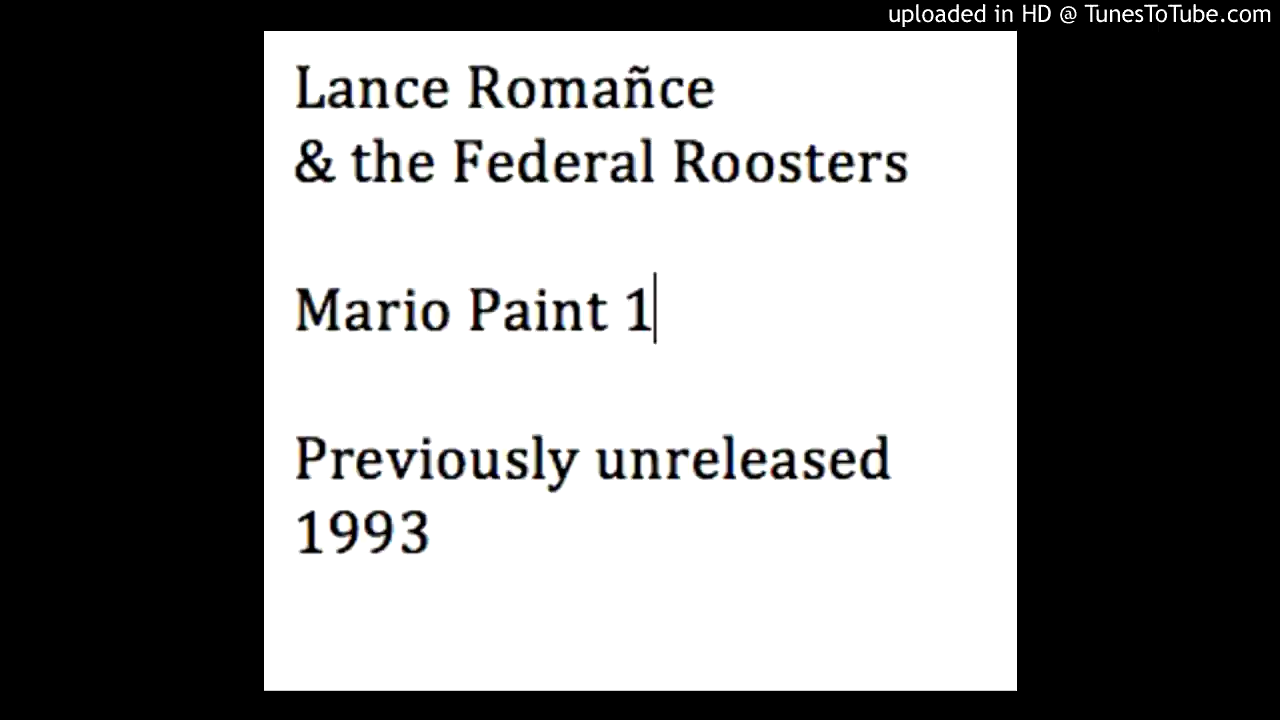 uploaded in HD @ TunesToTube.com
Lance Romañce
& the Federal Roosters
Mario Paint 1
Previously unreleased
1993